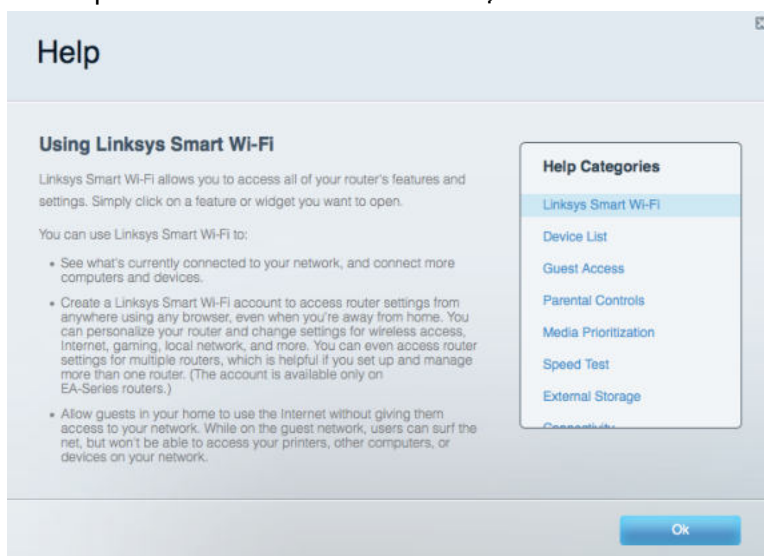 Help
Using Linksys Smart Wi-Fi
Linksys Smart Wi-Fi allows you to access all of your router's features and
settings. Simply click on a feature or widget you want to open.
You can use Linksys Smart Wi-Fi to:
• See what's currently connected to your network, and connect more
computers and devices.
• Create a Linksys Smart Wi-Fi account to access router settings from
anywhere using any browser, even when you're away from home. You
can personalize your router and change settings for wireless access,
Internet, gaming, local network, and more. You can even access router
settings for multiple routers, which is helpful if you set up and manage
more than one router. (The account is available only on
EA-Series routers.)
• Allow guests in your home to use the Internet without giving them
access to your network. While on the guest network, users can surf the
net, but won't be able to access your printers, other computers, or
devices on your network.
Help Categories
Linksys Smart Wi-Fi
Device List
Guest Access
Parental Controls
Media Prioritization
Speed Test
External Storage
Connectivity
Ok